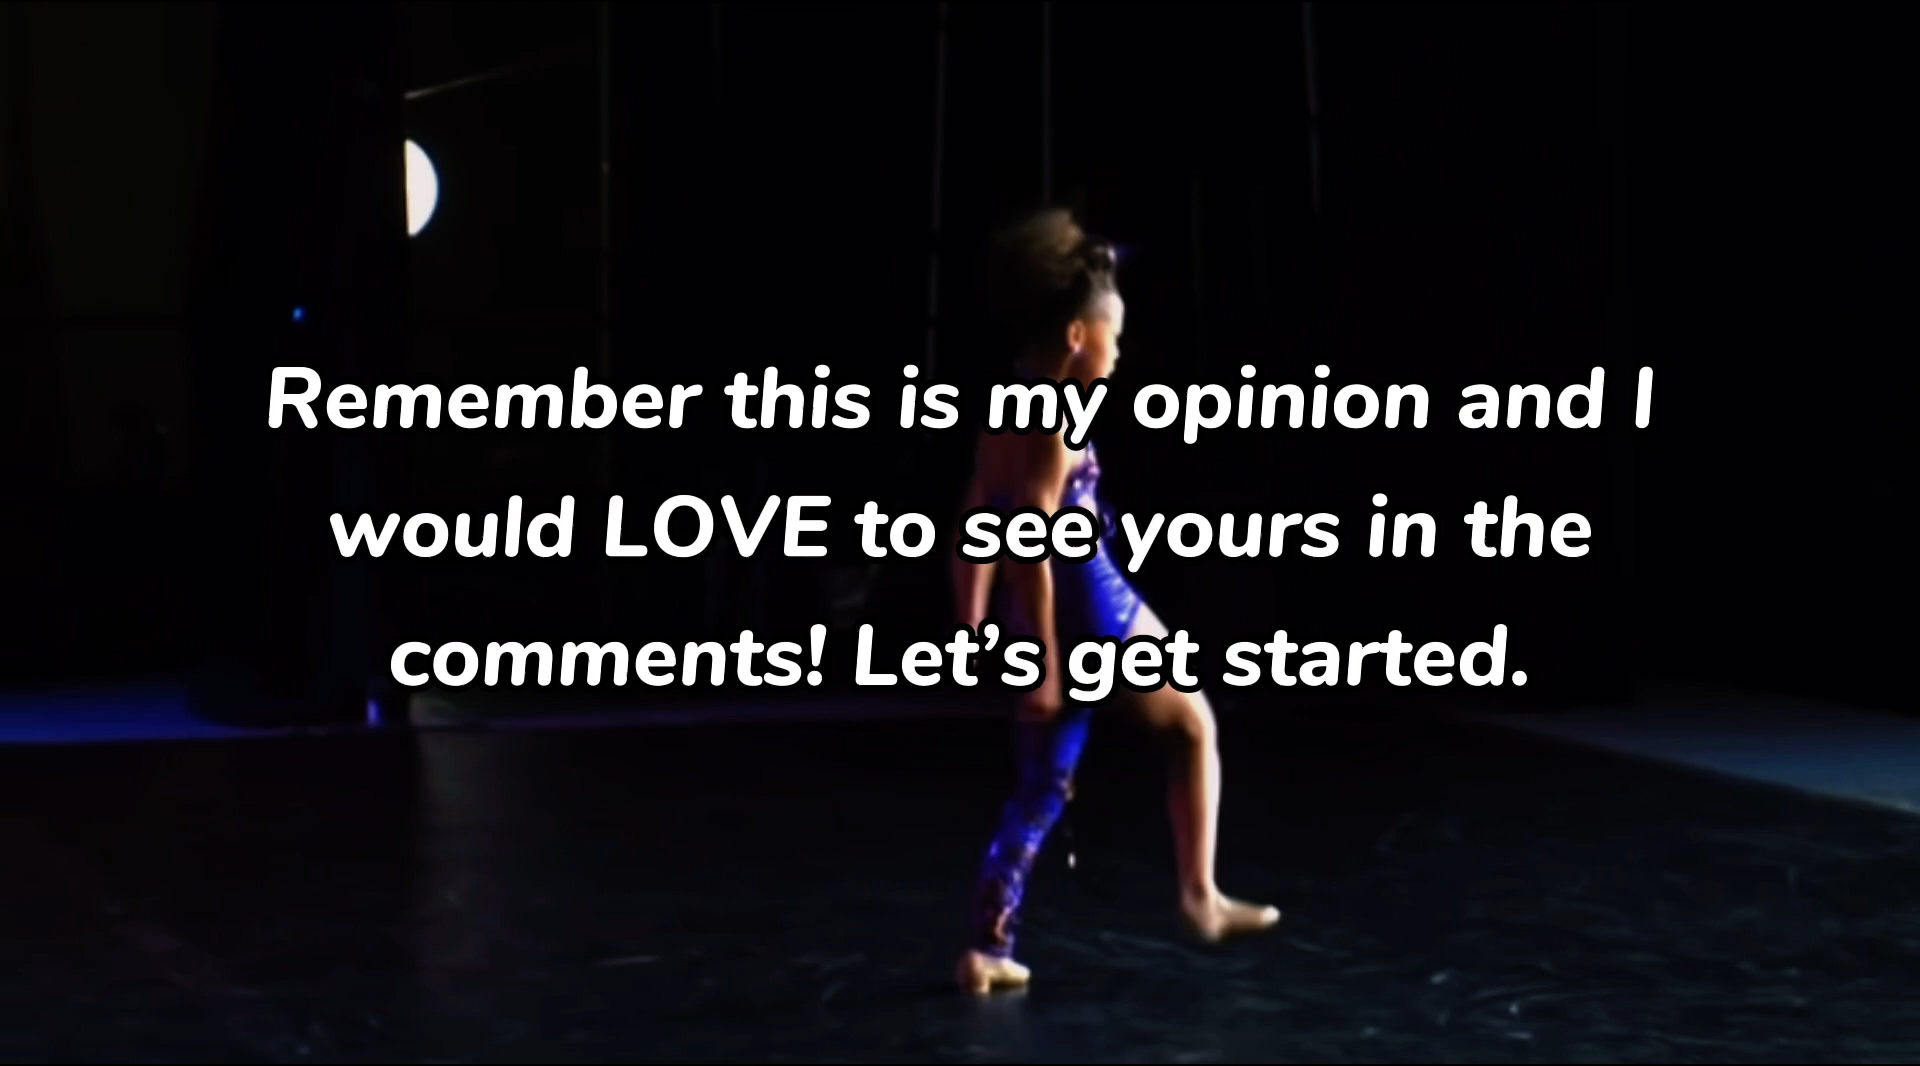 Remember this is my opinion and I
would LOVE to see yours in the
comments! Let’s get started.